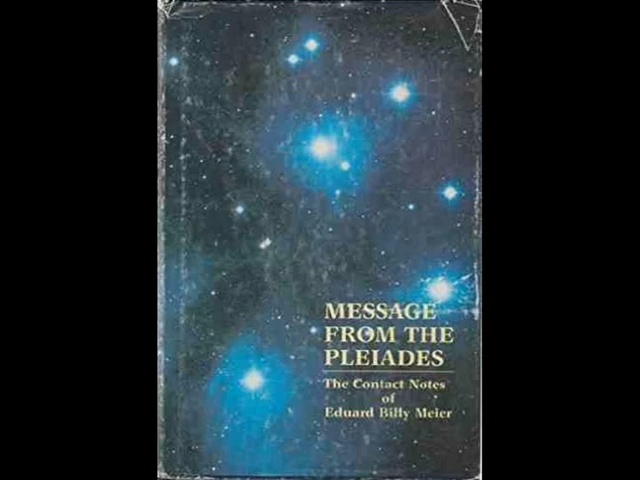 MESSAGE
FROM THE
PLEIADES
The Contact Notes
of
Eduard Billy Meier